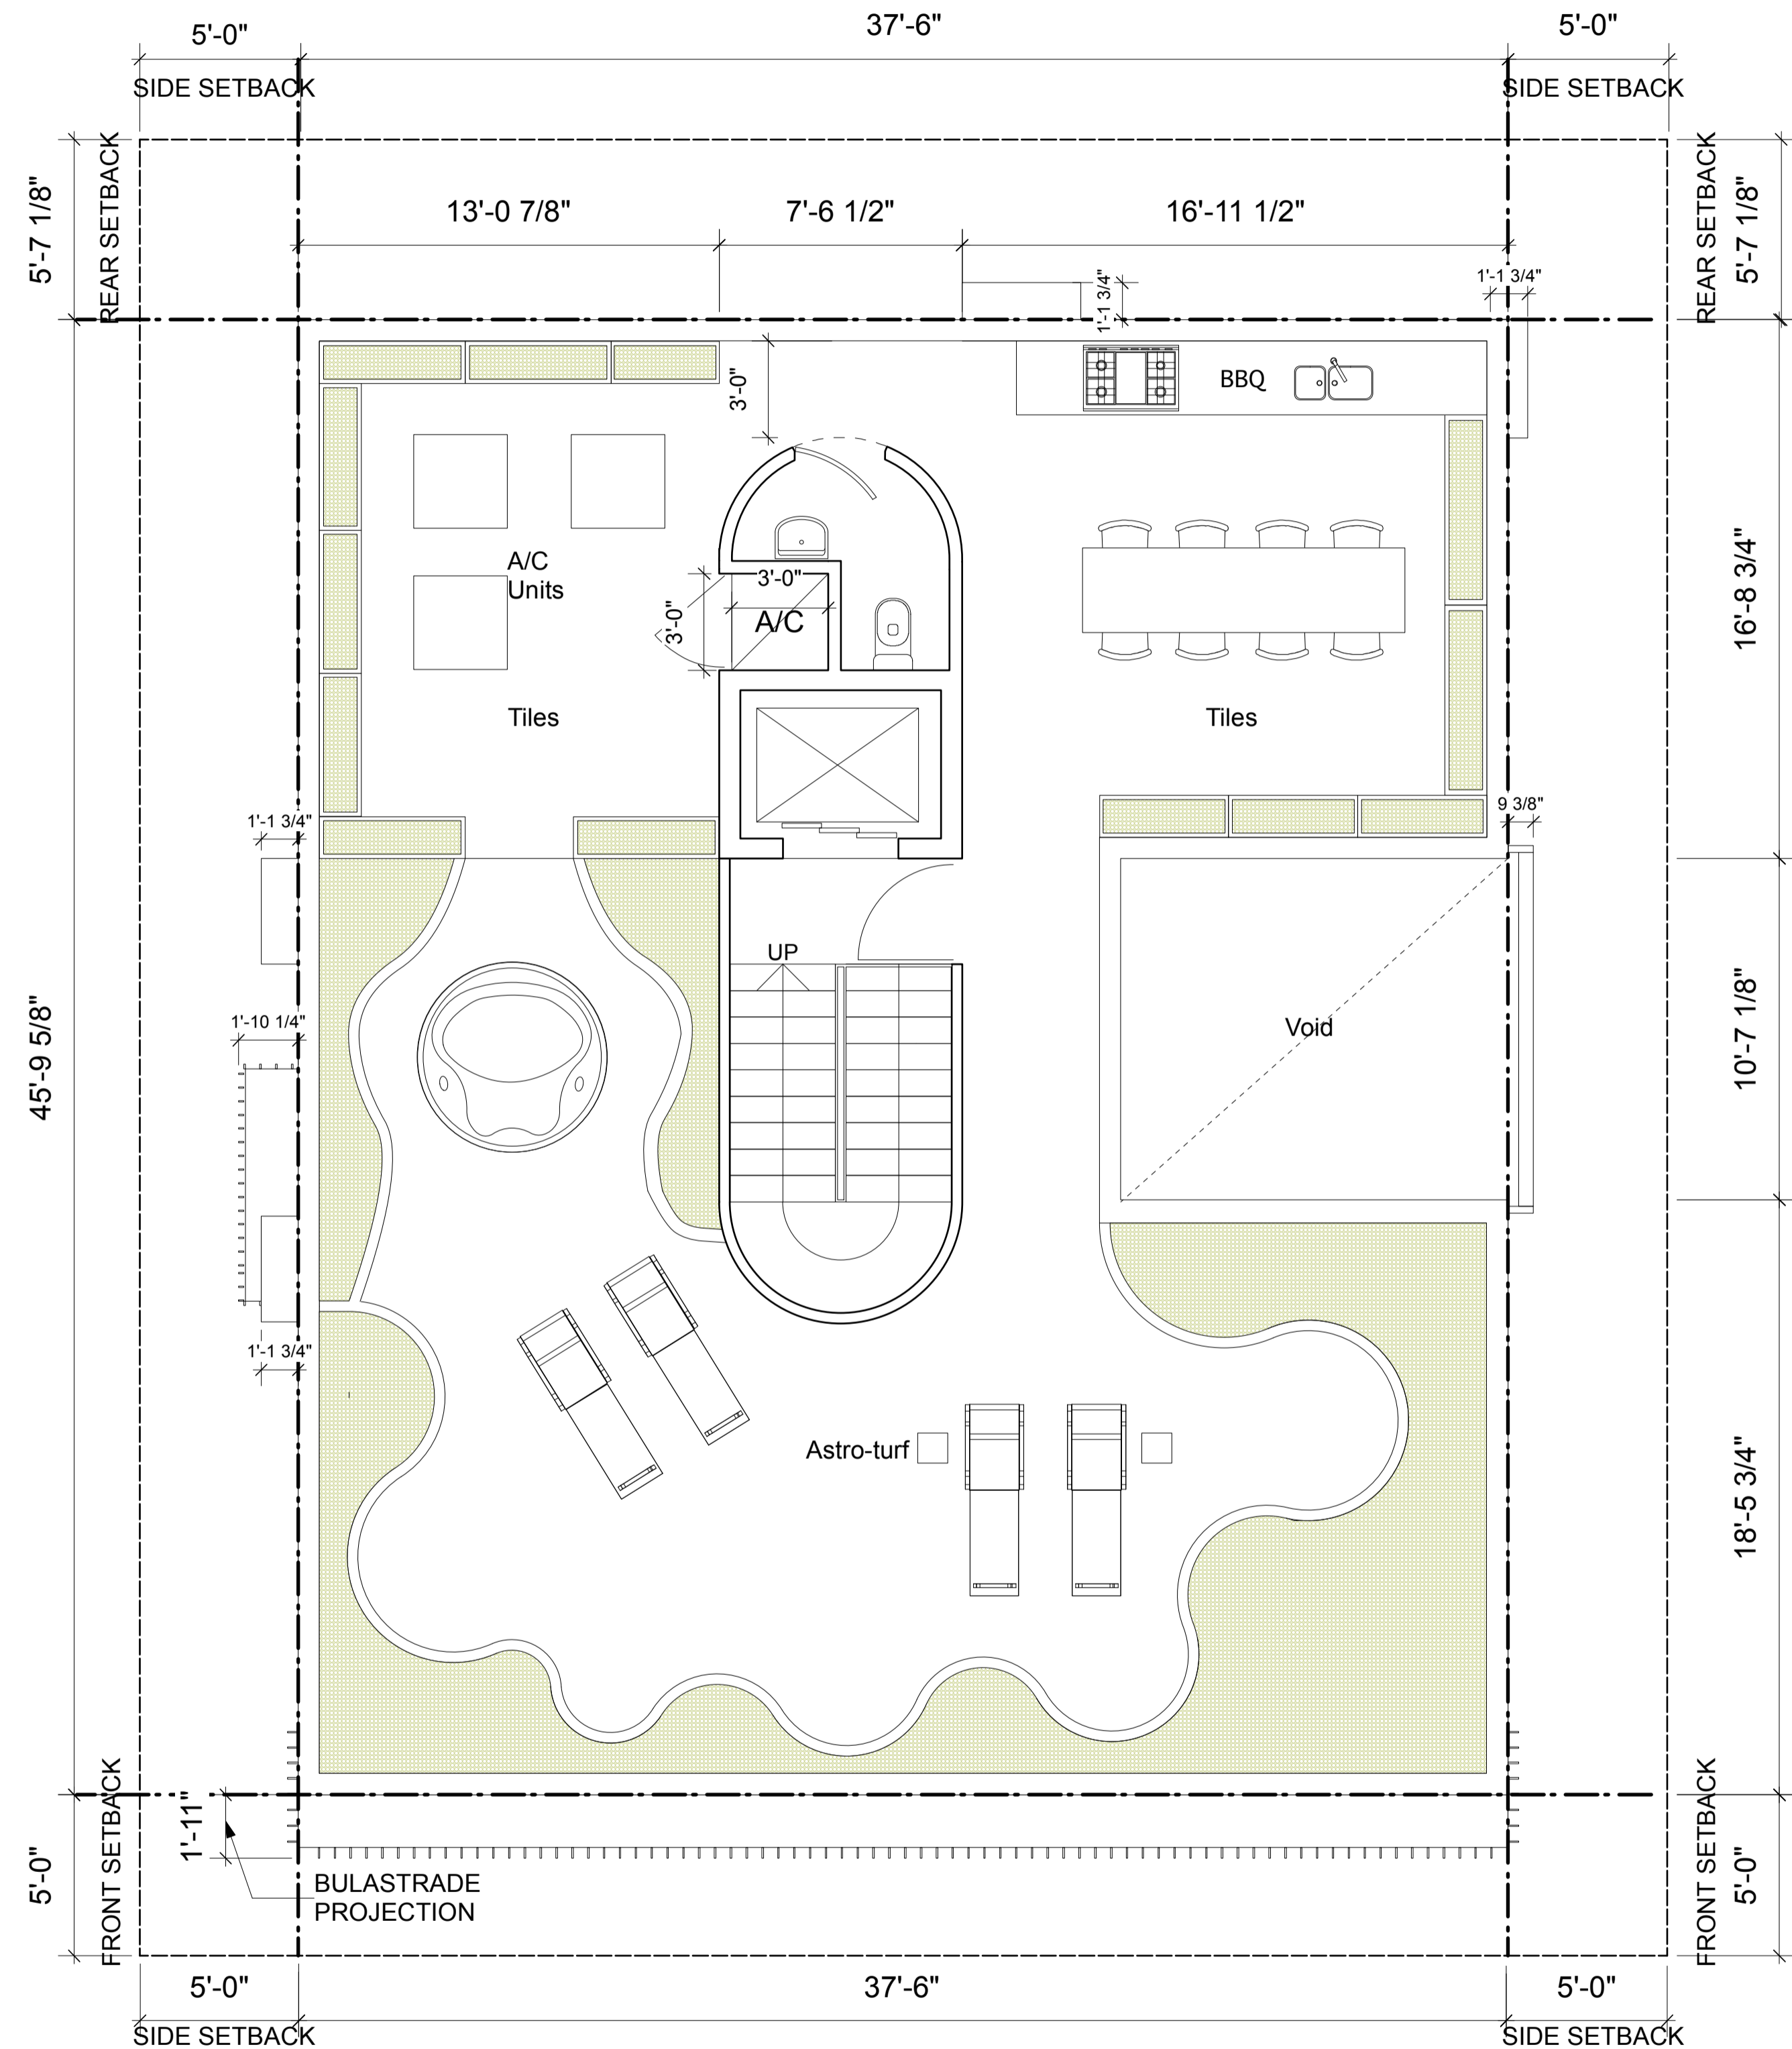 5'-0"
37'-6"
5'-0"
SIDE SETBACK
SIDE SETBACK
REAR SETBACK
REAR SETBACK
5'-7 1/8"
13'-0 7/8"
7'-6 1/2"
16'-11 1/2"
5'-7 1/8"
1'-1 3/4"
1'-1 3/4"
3'-0"
BBQ
A/C
Units
3'-0"
3'-0"
A/C
16'-8 3/4"
Tiles
Tiles
1'-1 3/4"
9 3/8"
UP
1'-10 1/4"
Void
45'-9 5/8"
10'-7 1/8"
1'-1 3/4"
Astro-turf
18'-5 3/4"
1'-11"
FRONT SETBACK
FRONT SETBACK
5'-0"
BULASTRADE
PROJECTION
5'-0"
5'-0"
37'-6"
5'-0"
SIDE SETBACK
SIDE SETBACK